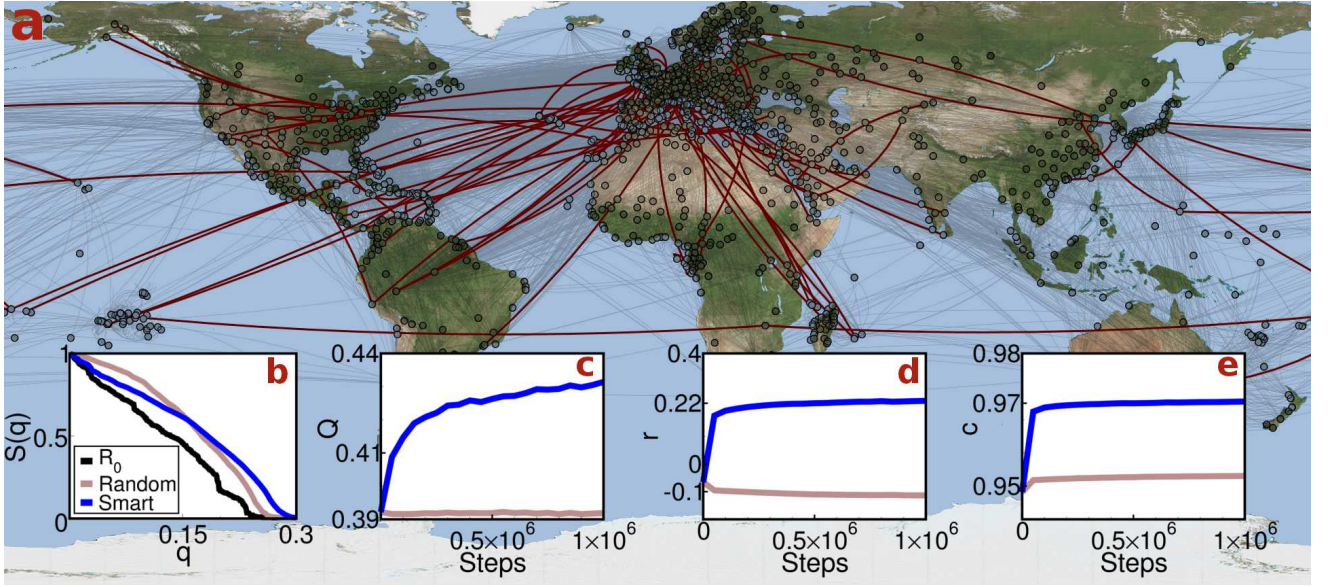 a
b
S(q)
1
0.5
0
R0
Random
Smart
0.15
0.3
q
c
Q
0.44
0.41
0.39
0.5×10^6
1×10^6
Steps
d
r
0.4
0.22
0
-0.1
0
0.5×10^6
1×10^6
Steps
e
c
0.98
0.97
0.95
0
0.5×10^6
1×10^6
Steps